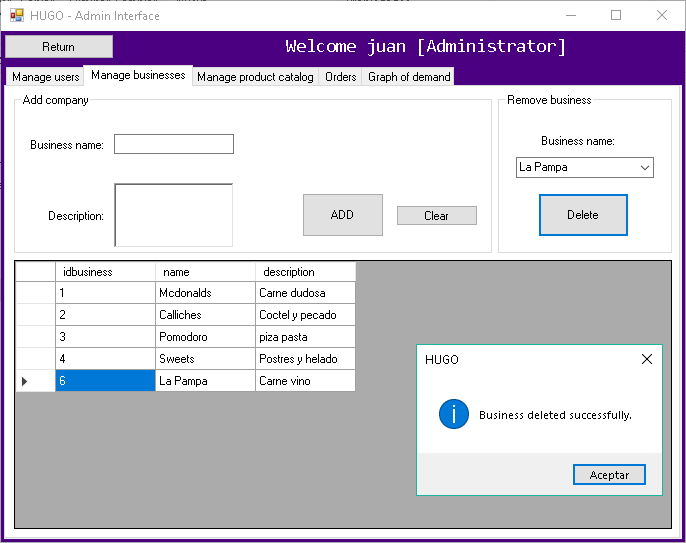 HUGO - Admin Interface
Return
Welcome juan [Administrator]
Manage users Manage businesses Manage product catalog Orders Graph of demand
Add company
Business name:
Description:
ADD
Clear
Remove business
Business name:
La Pampa
Delete
idbusiness name description
1 Mcdonalds Carne dudosa
2 Calliches Coctel y pecado
3 Pomodoro piza pasta
4 Sweets Postres y helado
6 La Pampa Carne vino
HUGO
Business deleted successfully.
Aceptar